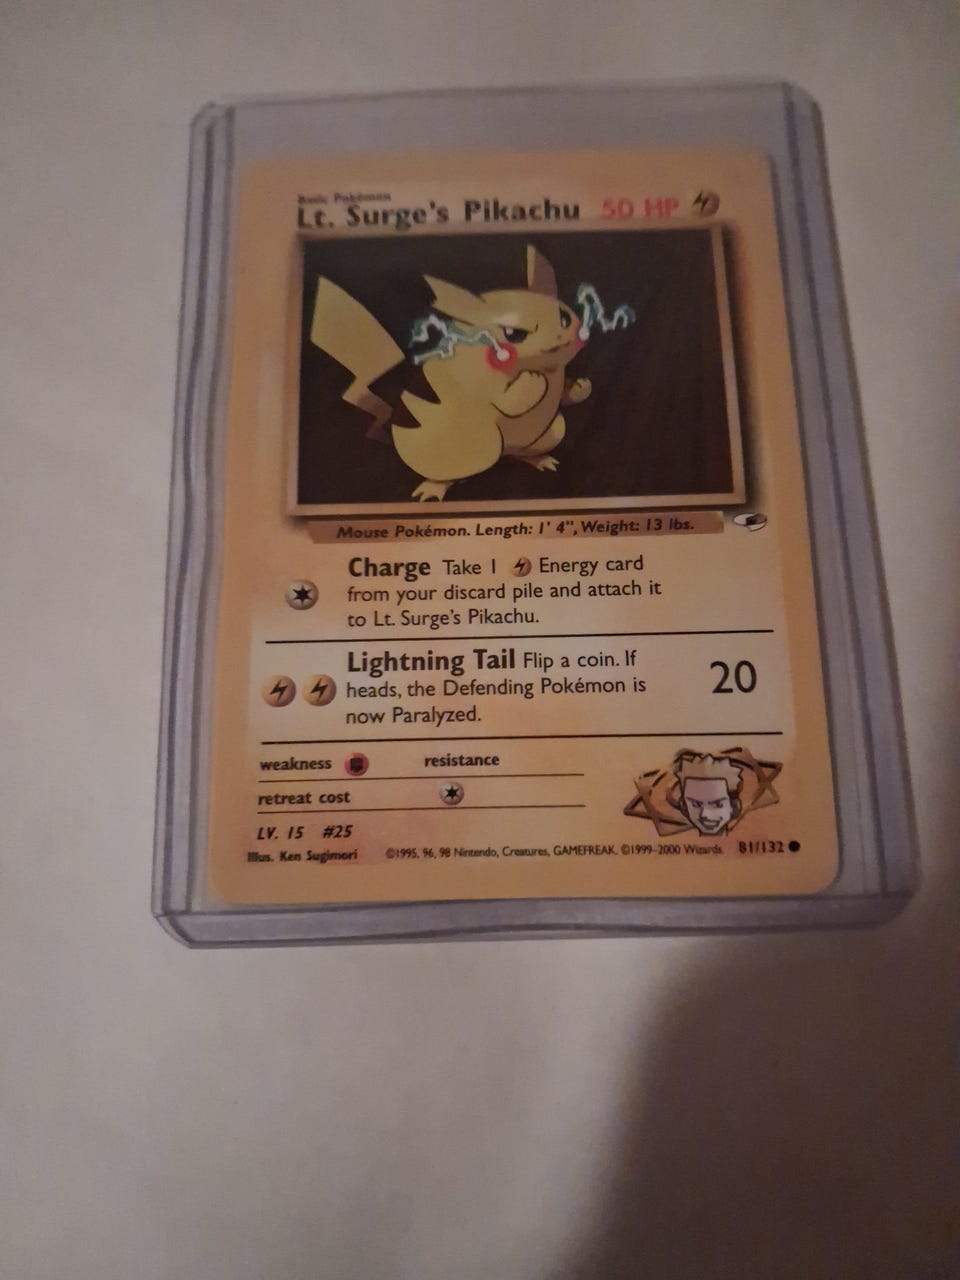 Basic Pokémon
Lt. Surge's Pikachu 50 HP
Mouse Pokémon. Length: 1' 4", Weight: 13 lbs.
Charge Take 1 Energy card
from your discard pile and attach it
to Lt. Surge's Pikachu.
Lightning Tail Flip a coin. If
heads, the Defending Pokémon is
now Paralyzed.
20
weakness resistance
retreat cost
LV. 15 #25
Illus. Ken Sugimori ©1995, 96, 98 Nintendo, Creatures, GAMEFREAK. ©1999-2000 Wizards. 81/132